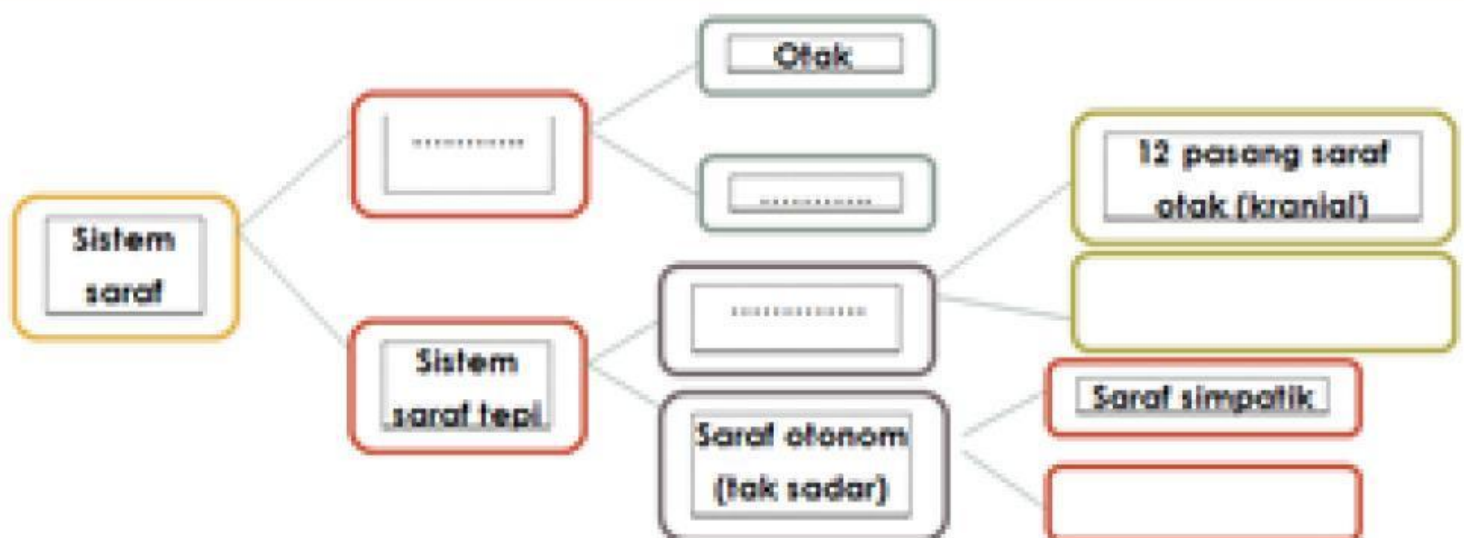 Otak
...........
12 pasang saraf
otak (kranial)
...........
Sistem
saraf
.............
Sistem
saraf tepi
Saraf simpatik
Saraf otonom
(tak sadar)